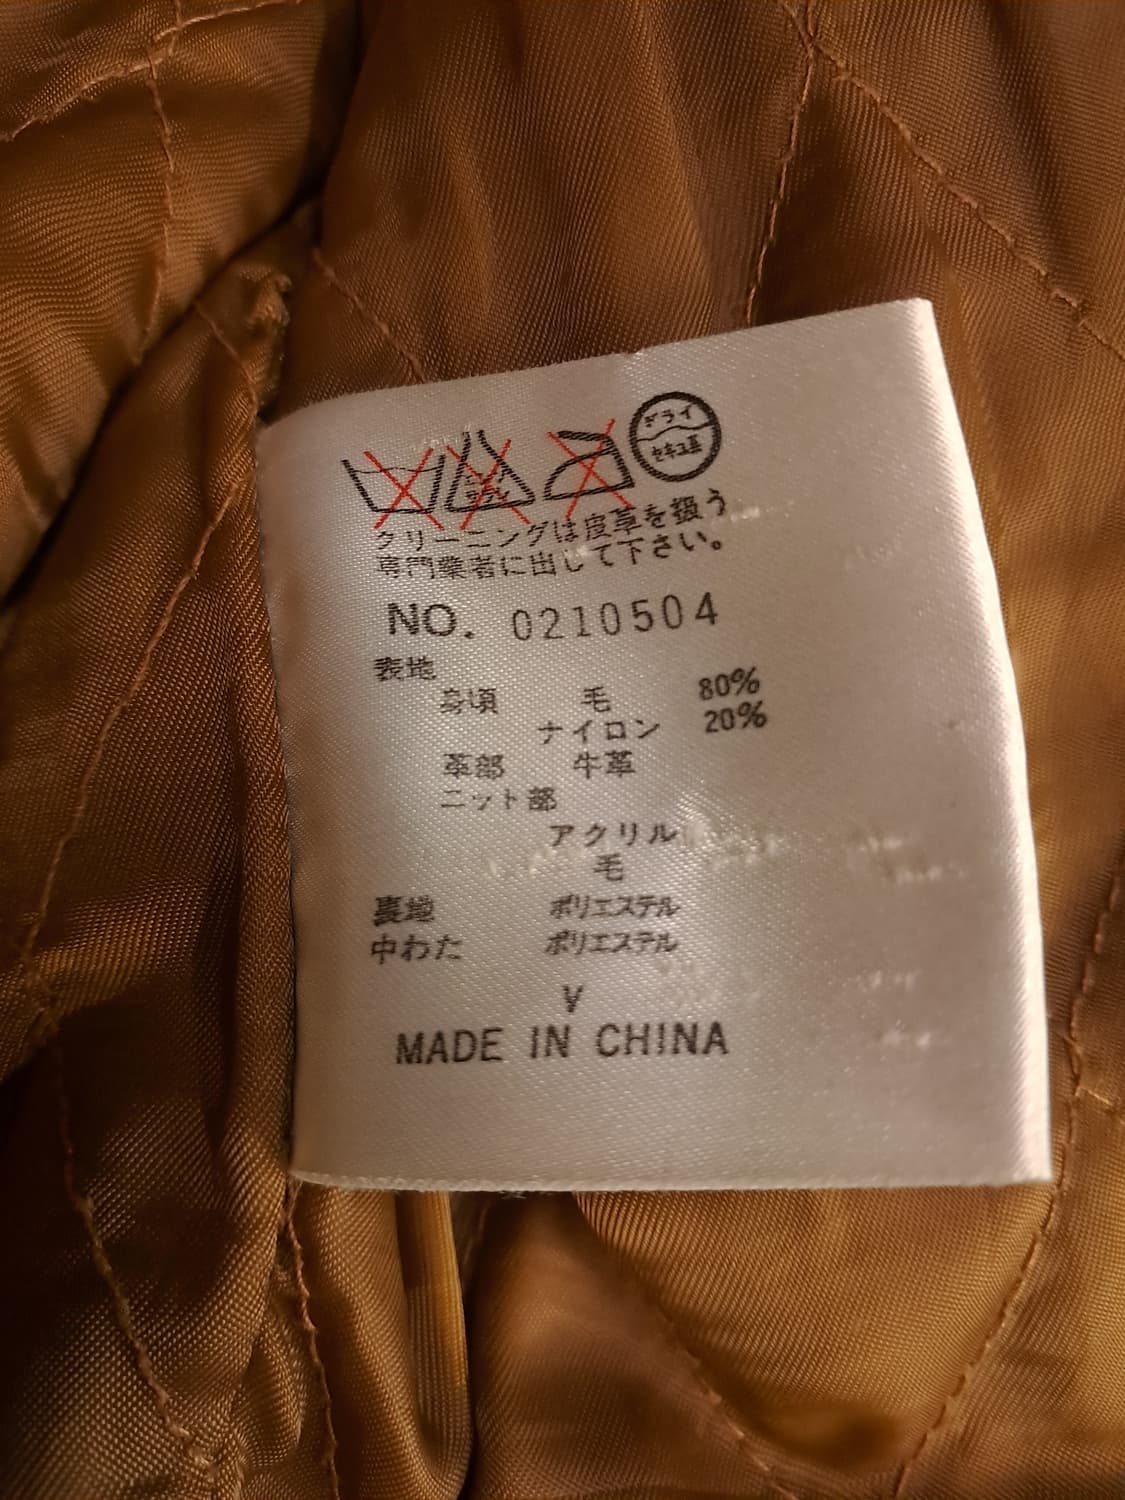 ドライ
セキユ系
クリーニングは皮革を扱う
専門業者に出して下さい。
NO. 0210504
表地
身頃 毛 80%
ナイロン 20%
革部 牛革
ニット部
アクリル
毛
裏地 ポリエステル
中わた ポリエステル
V
MADE IN CHINA